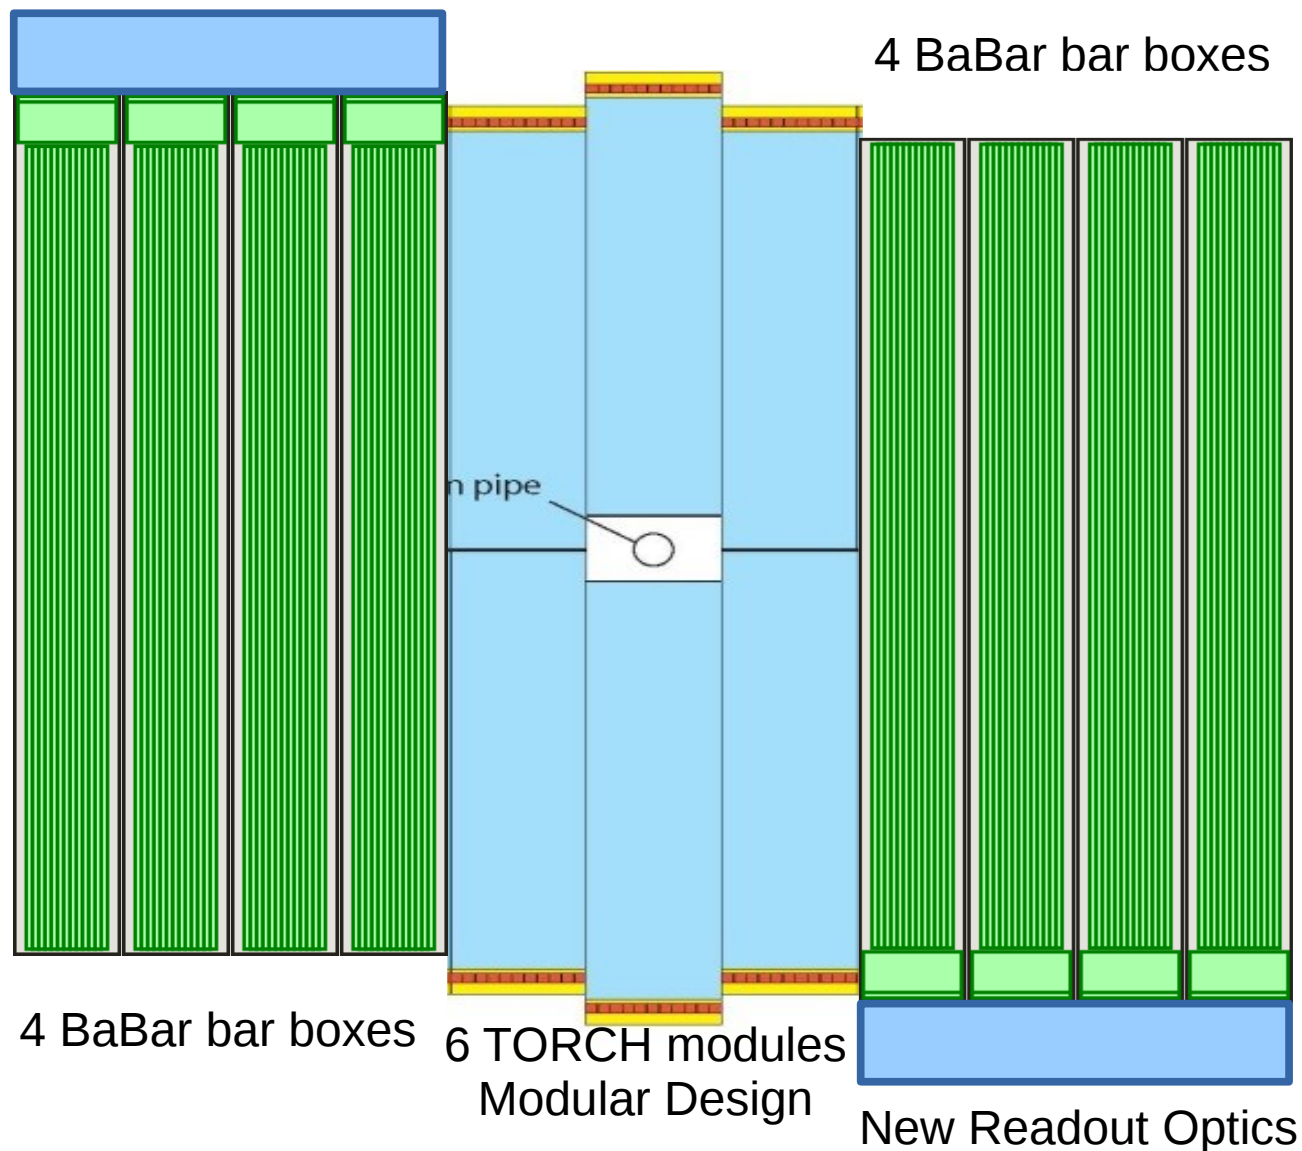 4 BaBar bar boxes
n pipe
4 BaBar bar boxes
6 TORCH modules
Modular Design
New Readout Optics